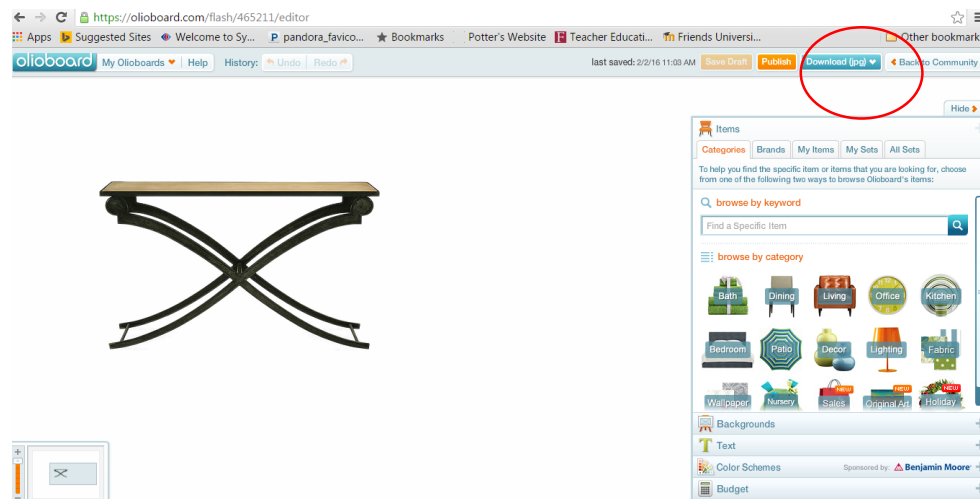 https://olioboard.com/flash/465211/editor
Apps Suggested Sites Welcome to Sy... pandora_favico... Bookmarks Potter's Website Teacher Educati... Friends Universi... Other bookmark
olioboard My Olioboards Help History: Undo Redo last saved: 2/2/16 11:03 AM Save Draft Publish Download (jpg) Back to Community
Hide
Items
Categories Brands My Items My Sets All Sets
To help you find the specific item or items that you are looking for, choose
from one of the following two ways to browse Olioboard's items:
browse by keyword
Find a Specific Item
browse by category
Bath Dining Living Office Kitchen
Bedroom Patio Decor Lighting Fabric
NEW NEW NEW
Wallpaper Nursery Sales Original Art Holiday
Backgrounds
Text
Color Schemes Sponsored by: Benjamin Moore
Budget